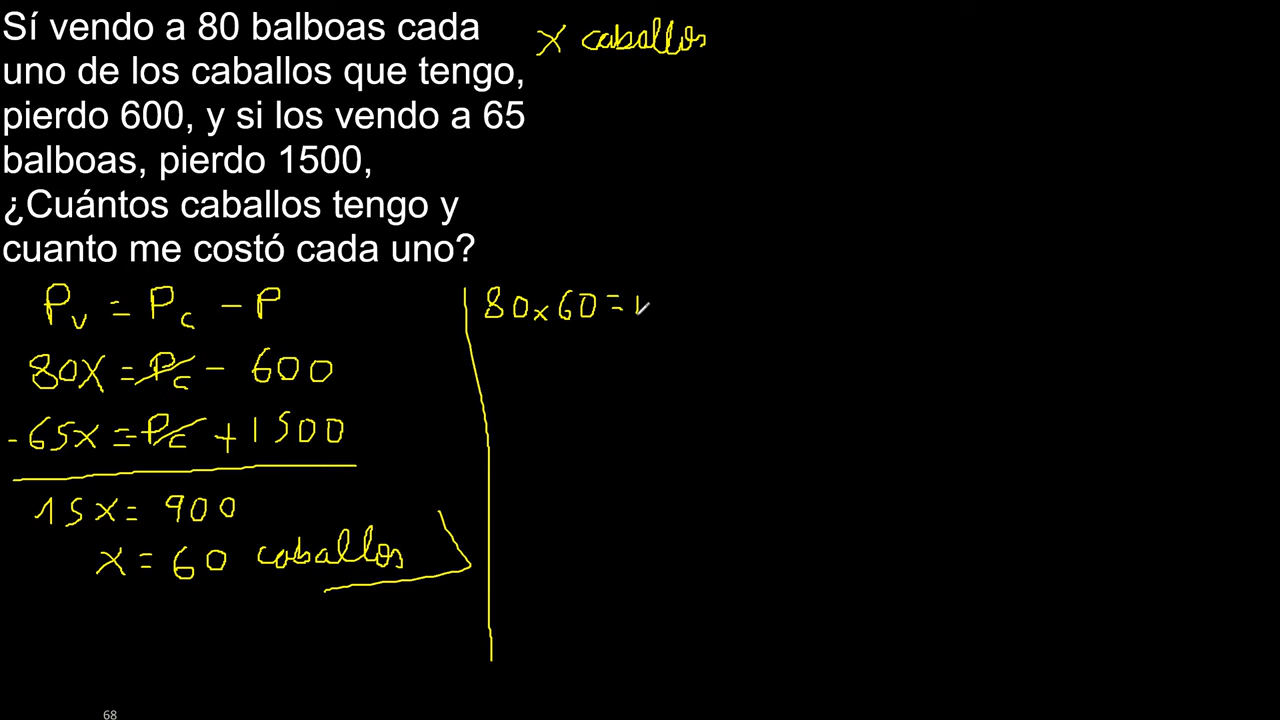 Sí vendo a 80 balboas cada
uno de los caballos que tengo,
pierdo 600, y si los vendo a 65
balboas, pierdo 1500,
¿Cuántos caballos tengo y
cuanto me costó cada uno?
x caballos
Pv = Pc - P
80x = Pc - 600
-65x = -Pc + 1500
15x = 900
x = 60 caballos
80x60 =
68